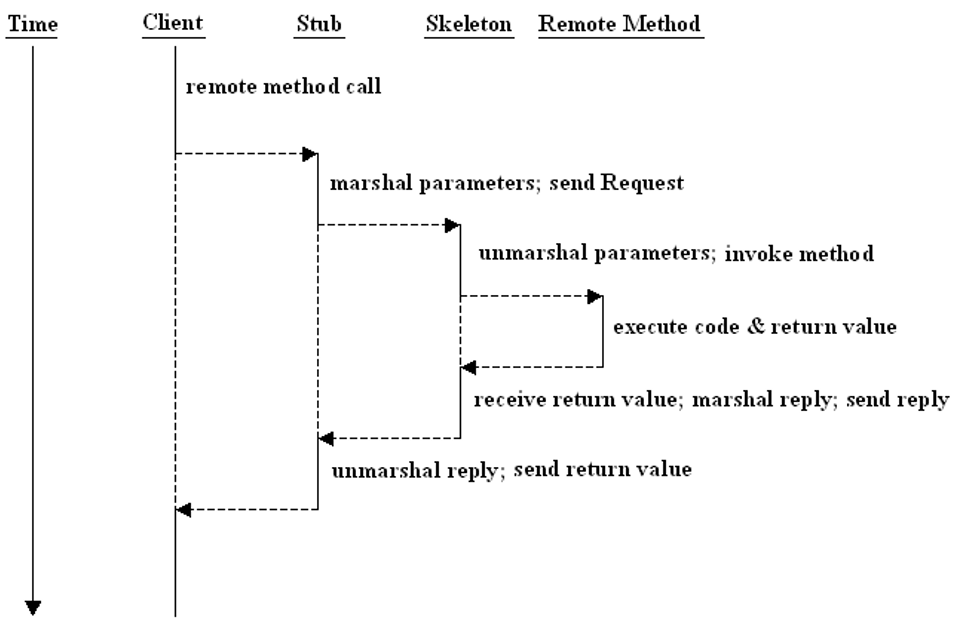 Time Client Stub Skeleton Remote Method
remote method call
marshal parameters; send Request
unmarshal parameters; invoke method
execute code & return value
receive return value; marshal reply; send reply
unmarshal reply; send return value